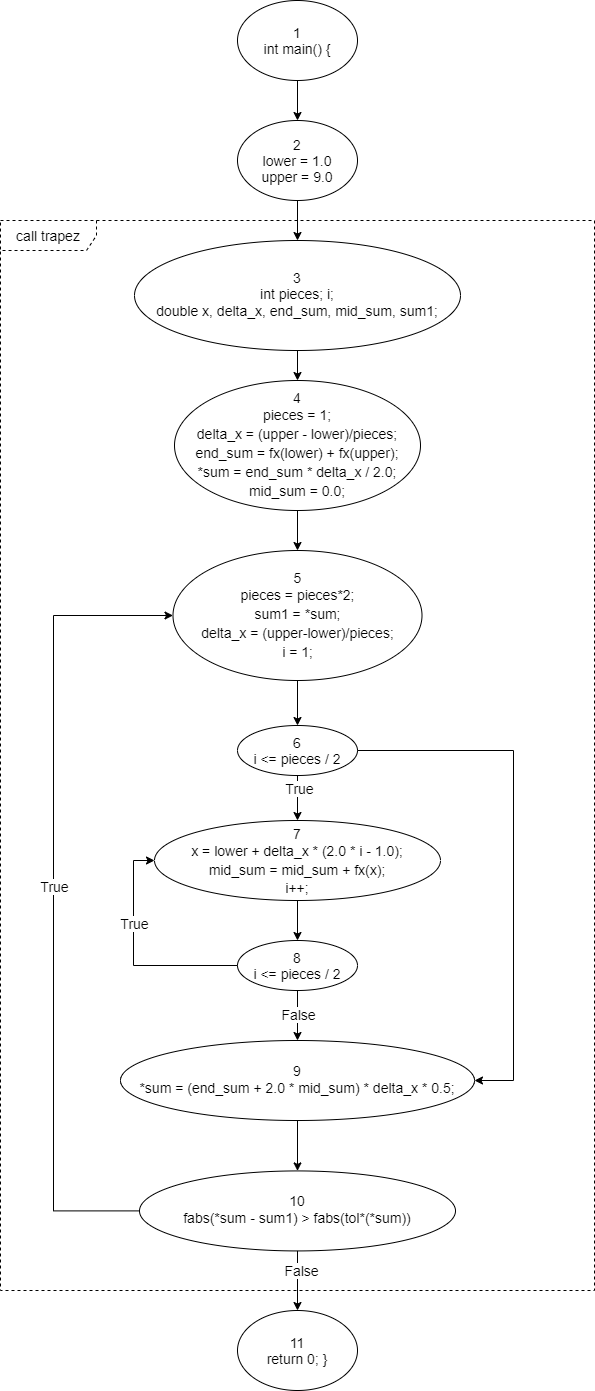 1
int main() {
2
lower = 1.0
upper = 9.0
call trapez
3
int pieces; i;
double x, delta_x, end_sum, mid_sum, sum1;
4
pieces = 1;
delta_x = (upper - lower)/pieces;
end_sum = fx(lower) + fx(upper);
*sum = end_sum * delta_x / 2.0;
mid_sum = 0.0;
5
pieces = pieces*2;
sum1 = *sum;
delta_x = (upper-lower)/pieces;
i = 1;
6
i <= pieces / 2
True
7
x = lower + delta_x * (2.0 * i - 1.0);
mid_sum = mid_sum + fx(x);
i++;
True
True
8
i <= pieces / 2
False
9
*sum = (end_sum + 2.0 * mid_sum) * delta_x * 0.5;
10
fabs(*sum - sum1) > fabs(tol*(*sum))
False
11
return 0; }